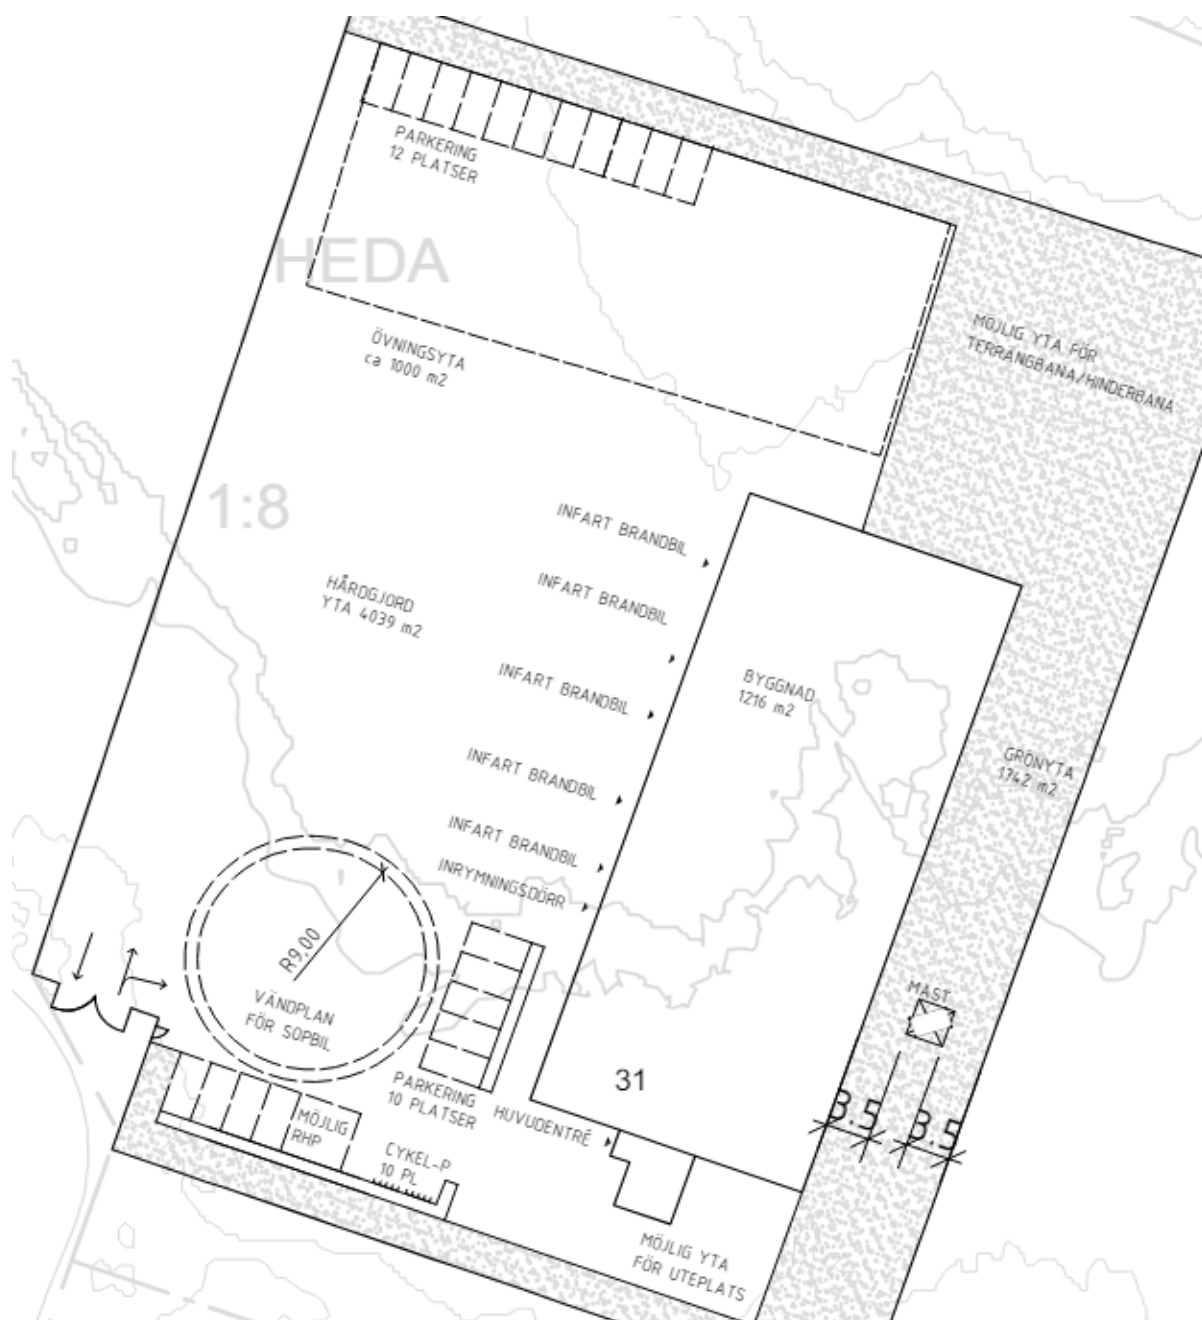 PARKERING
12 PLATSER
HEDA
MÖJLIG YTA FÖR
TERRÄNGBANA/HINDERBANA
ÖVNINGSYTA
ca 1000 m2
1:8
INFART BRANDBIL
INFART BRANDBIL
HÅRDGJORD
YTA 4039 m2
INFART BRANDBIL
BYGGNAD
1216 m2
INFART BRANDBIL
GRÖNYTA
1742 m2
INFART BRANDBIL
INRYMNINGSDÖRR
R9,00
VÄNDPLAN
FÖR SOPBIL
MAST
31
PARKERING
10 PLATSER
HUVUDENTRÉ
3.5
3.5
MÖJLIG
RHP
CYKEL-P
10 PL
MÖJLIG YTA
FÖR UTEPLATS